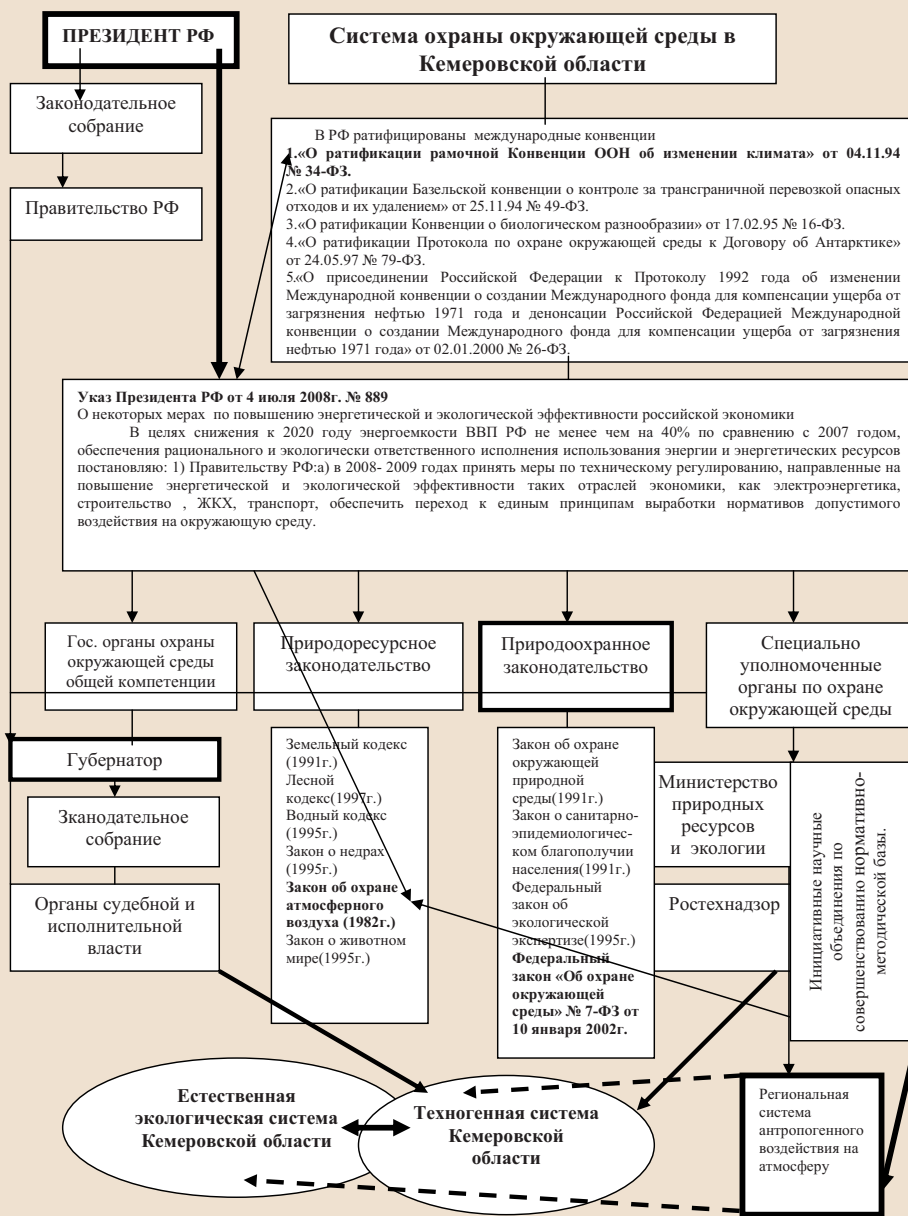 ПРЕЗИДЕНТ РФ
Система охраны окружающей среды в
Кемеровской области
Законодательное
собрание
Правительство РФ
В РФ ратифицированы международные конвенции
1.«О ратификации рамочной Конвенции ООН об изменении климата» от 04.11.94
№ 34-ФЗ.
2.«О ратификации Базельской конвенции о контроле за трансграничной перевозкой опасных
отходов и их удалением» от 25.11.94 № 49-ФЗ.
3.«О ратификации Конвенции о биологическом разнообразии» от 17.02.95 № 16-ФЗ.
4.«О ратификации Протокола по охране окружающей среды к Договору об Антарктике»
от 24.05.97 № 79-ФЗ.
5.«О присоединении Российской Федерации к Протоколу 1992 года об изменении
Международной конвенции о создании Международного фонда для компенсации ущерба от
загрязнения нефтью 1971 года и денонсации Российской Федерацией Международной
конвенции о создании Международного фонда для компенсации ущерба от загрязнения
нефтью 1971 года» от 02.01.2000 № 26-ФЗ.
Указ Президента РФ от 4 июля 2008г. № 889
О некоторых мерах по повышению энергетической и экологической эффективности российской экономики
В целях снижения к 2020 году энергоемкости ВВП РФ не менее чем на 40% по сравнению с 2007 годом,
обеспечения рационального и экологически ответственного исполнения использования энергии и энергетических ресурсов
постановляю: 1) Правительству РФ:а) в 2008- 2009 годах принять меры по техническому регулированию, направленные на
повышение энергетической и экологической эффективности таких отраслей экономики, как электроэнергетика,
строительство , ЖКХ, транспорт, обеспечить переход к единым принципам выработки нормативов допустимого
воздействия на окружающую среду.
Гос. органы охраны
окружающей среды
общей компетенции
Природоресурсное
законодательство
Природоохранное
законодательство
Специально
уполномоченные
органы по охране
окружающей среды
Губернатор
Зканодательное
собрание
Органы судебной и
исполнительной
власти
Земельный кодекс
(1991г.)
Лесной
кодекс(1997г.)
Водный кодекс
(1995г.)
Закон о недрах
(1995г.)
Закон об охране
атмосферного
воздуха (1982г.)
Закон о животном
мире(1995г.)
Закон об охране
окружающей
природной
среды(1991г.)
Закон о санитарно-
эпидемиологичес-
ком благополучии
населения(1991г.)
Федеральный
закон об
экологической
экспертизе(1995г.)
Федеральный
закон «Об охране
окружающей
среды» № 7-ФЗ от
10 января 2002г.
Министерство
природных
ресурсов
и экологии
Ростехнадзор
Инициативные научные
объединения по
совершенствованию нормативно-
методической базы.
Естественная
экологическая система
Кемеровской области
Техногенная система
Кемеровской
области
Региональная
система
антропогенного
воздействия на
атмосферу